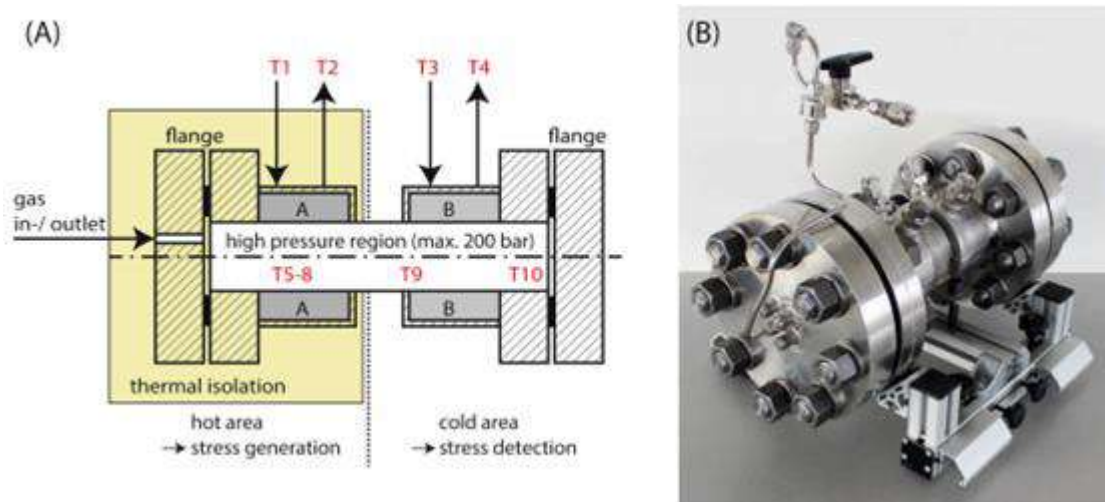 (A)
(B)
T1 T2 T3 T4
flange
flange
gas
in-/ outlet
A
B
high pressure region (max. 200 bar)
T5-8 T9 T10
A
B
thermal isolation
hot area
cold area
→ stress generation
→ stress detection